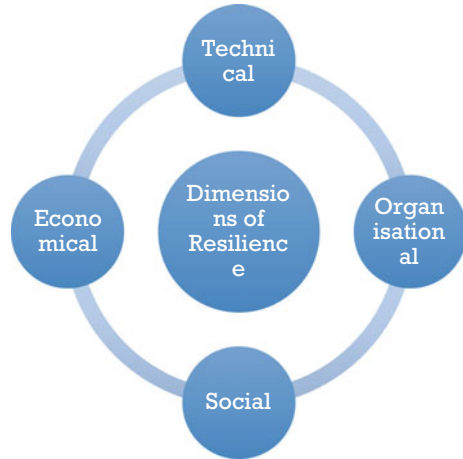 Techni
cal
Econo
mical
Dimensio
ns of
Resilienc
e
Organ
isation
al
Social